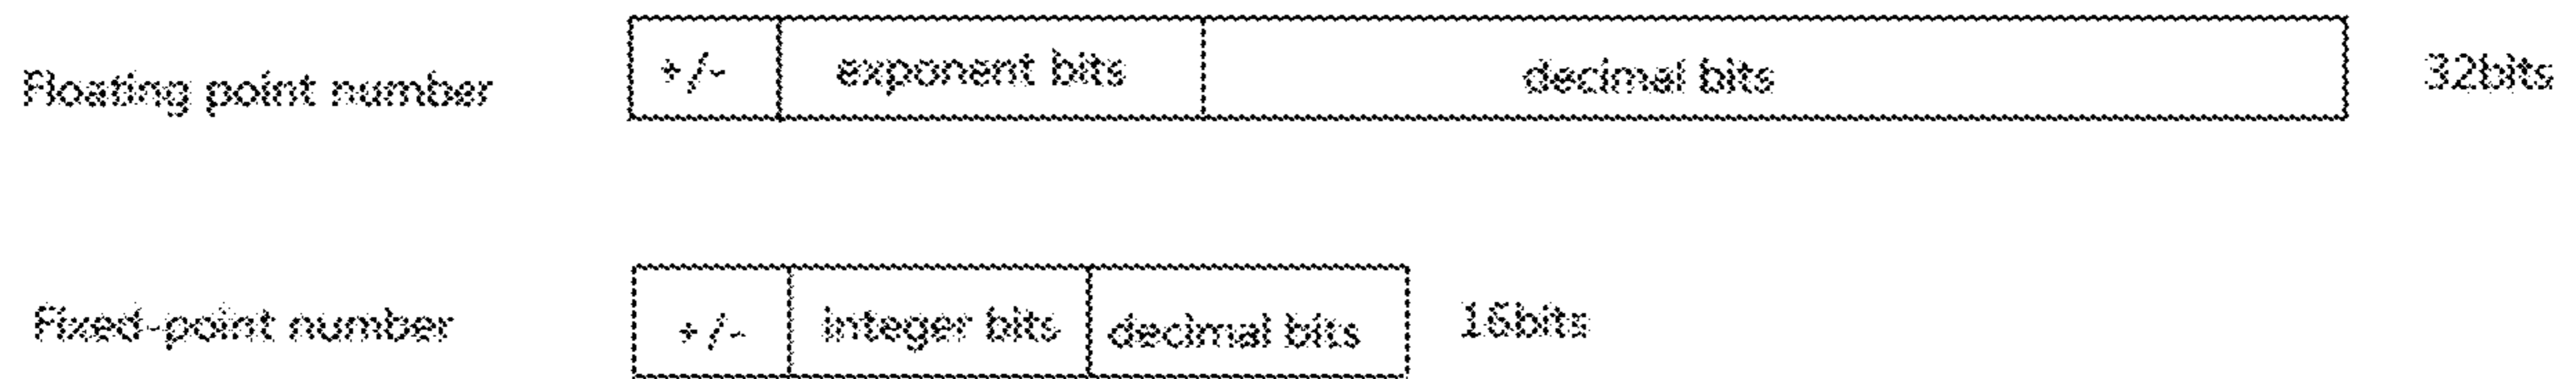 Floating point number +/- exponent bits decimal bits 32bits
Fixed-point number +/- integer bits decimal bits 16bits